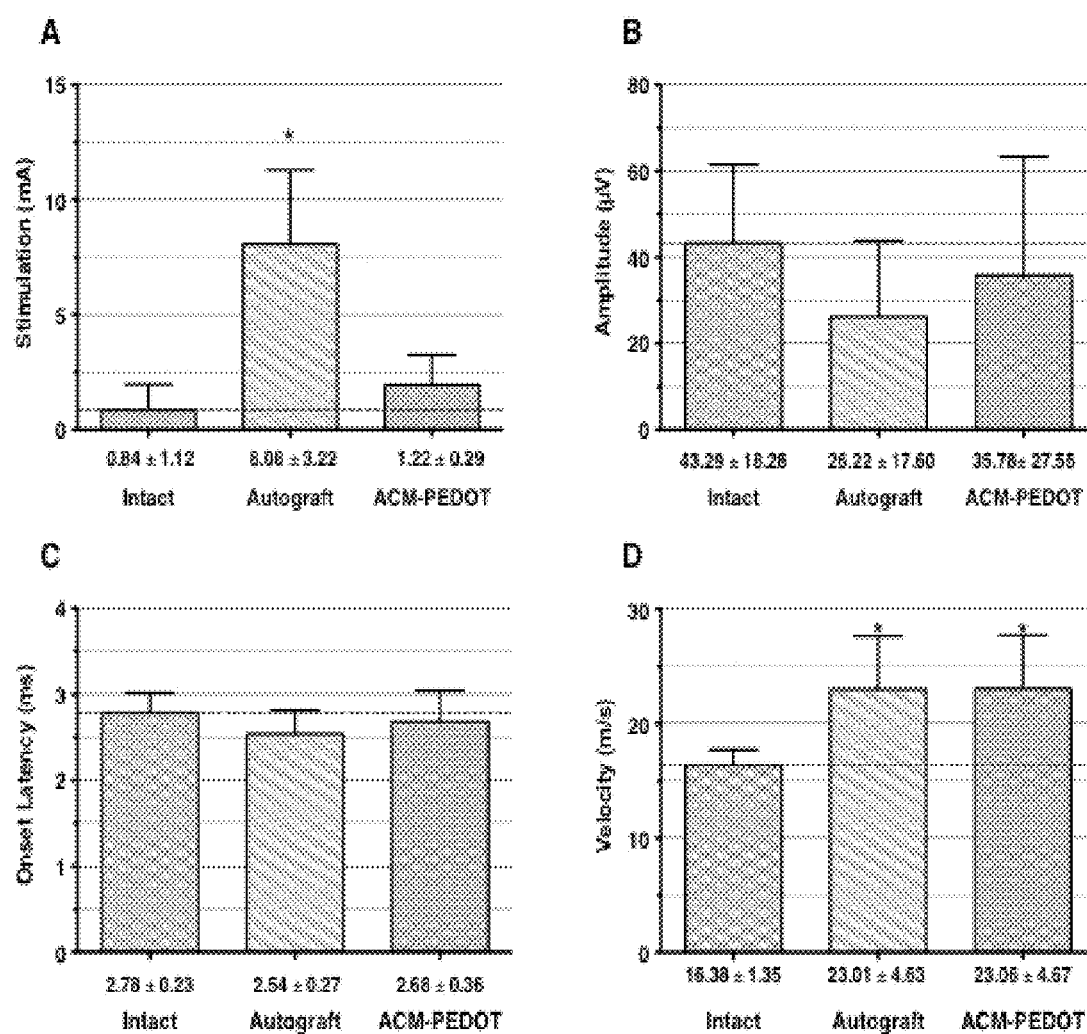 A
Stimulation (mA)
15
10
5
0
*
0.84 ± 1.12
8.08 ± 3.22
1.22 ± 0.29
Intact
Autograft
ACM-PEDOT
B
Amplitude (µV)
80
60
40
20
0
43.29 ± 18.28
26.22 ± 17.60
35.78± 27.55
Intact
Autograft
ACM-PEDOT
C
Onset Latency (ms)
4
3
2
1
0
2.78 ± 0.23
2.54 ± 0.27
2.68 ± 0.36
Intact
Autograft
ACM-PEDOT
D
Velocity (m/s)
30
20
10
0
*
*
16.38 ± 1.35
23.01 ± 4.63
23.06 ± 4.67
Intact
Autograft
ACM-PEDOT